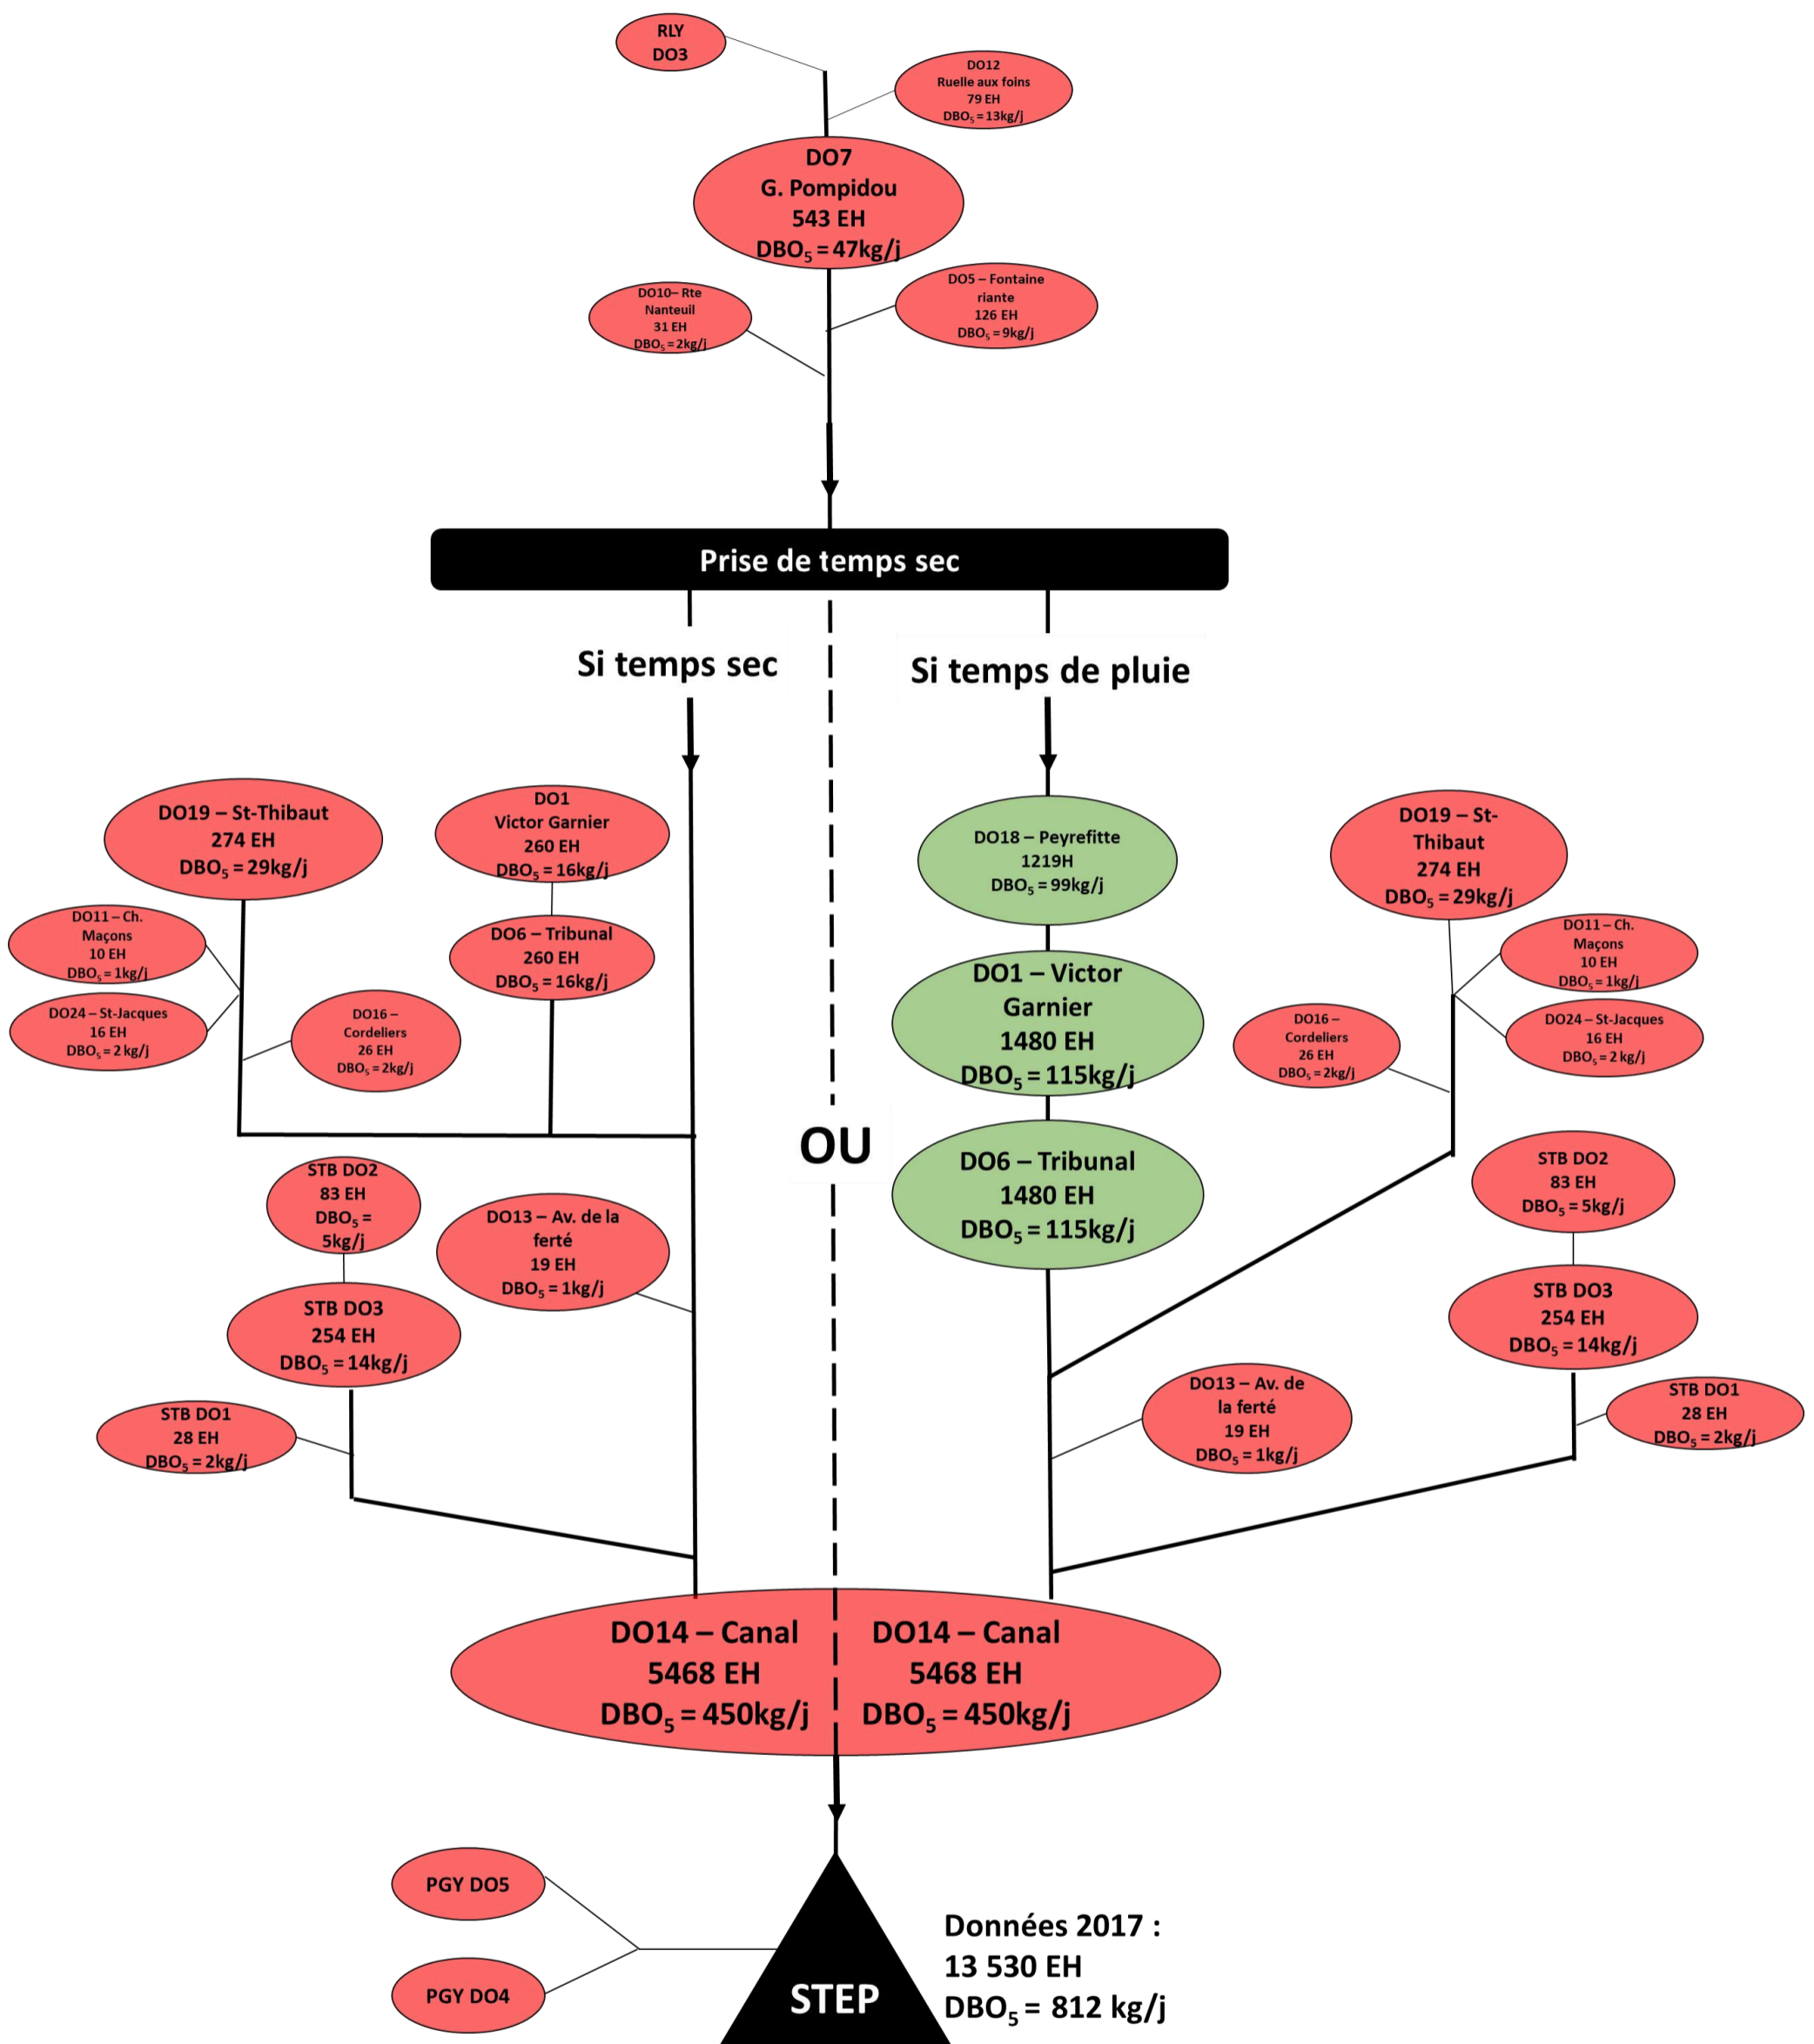 RLY
DO3
DO12
Ruelle aux foins
79 EH
DBO₅ = 13kg/j
DO7
G. Pompidou
543 EH
DBO₅ = 47kg/j
DO10– Rte
Nanteuil
31 EH
DBO₅ = 2kg/j
DO5 – Fontaine
riante
126 EH
DBO₅ = 9kg/j
Prise de temps sec
Si temps sec
Si temps de pluie
DO19 – St-Thibaut
274 EH
DBO₅ = 29kg/j
DO1
Victor Garnier
260 EH
DBO₅ = 16kg/j
DO11 – Ch.
Maçons
10 EH
DBO₅ = 1kg/j
DO6 – Tribunal
260 EH
DBO₅ = 16kg/j
DO24 – St-Jacques
16 EH
DBO₅ = 2 kg/j
DO16 –
Cordeliers
26 EH
DBO₅ = 2kg/j
STB DO2
83 EH
DBO₅ =
5kg/j
DO13 – Av. de la
ferté
19 EH
DBO₅ = 1kg/j
STB DO3
254 EH
DBO₅ = 14kg/j
STB DO1
28 EH
DBO₅ = 2kg/j
OU
DO18 – Peyrefitte
1219H
DBO₅ = 99kg/j
DO1 – Victor
Garnier
1480 EH
DBO₅ = 115kg/j
DO6 – Tribunal
1480 EH
DBO₅ = 115kg/j
DO19 – St-
Thibaut
274 EH
DBO₅ = 29kg/j
DO11 – Ch.
Maçons
10 EH
DBO₅ = 1kg/j
DO16 –
Cordeliers
26 EH
DBO₅ = 2kg/j
DO24 – St-Jacques
16 EH
DBO₅ = 2 kg/j
STB DO2
83 EH
DBO₅ = 5kg/j
STB DO3
254 EH
DBO₅ = 14kg/j
DO13 – Av. de
la ferté
19 EH
DBO₅ = 1kg/j
STB DO1
28 EH
DBO₅ = 2kg/j
DO14 – Canal
5468 EH
DBO₅ = 450kg/j
DO14 – Canal
5468 EH
DBO₅ = 450kg/j
PGY DO5
PGY DO4
STEP
Données 2017 :
13 530 EH
DBO₅ = 812 kg/j